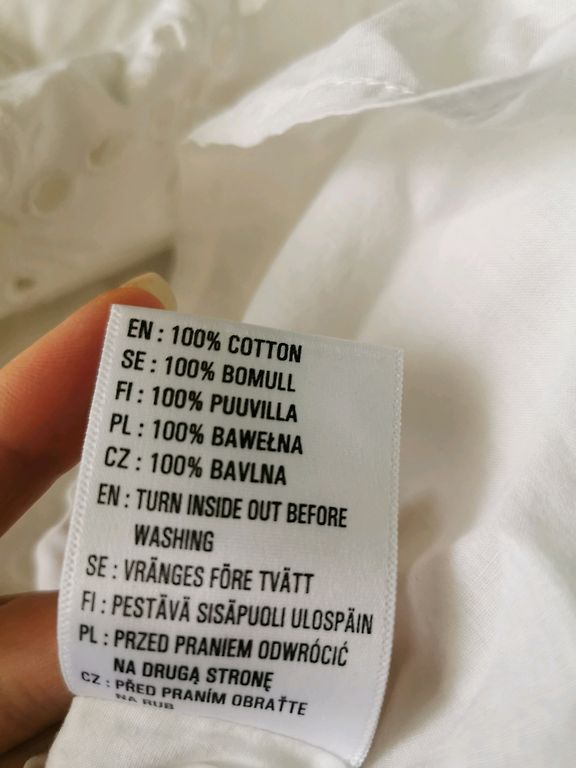 EN : 100% COTTON
SE : 100% BOMULL
FI : 100% PUUVILLA
PL : 100% BAWEŁNA
CZ : 100% BAVLNA
EN : TURN INSIDE OUT BEFORE
WASHING
SE : VRÄNGES FÖRE TVÄTT
FI : PESTÄVÄ SISÄPUOLI ULOSPÄIN
PL : PRZED PRANIEM ODWRÓCIĆ
NA DRUGĄ STRONĘ
CZ : PŘED PRANÍM OBRAŤTE
NA RUB